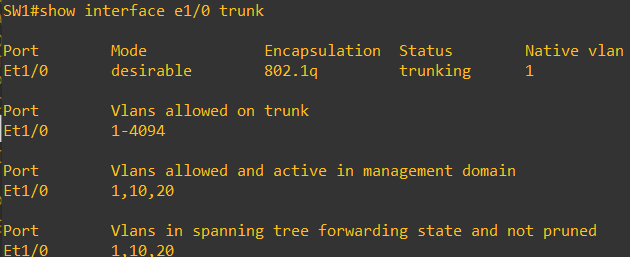 SW1#show interface e1/0 trunk
Port Mode Encapsulation Status Native vlan
Et1/0 desirable 802.1q trunking 1
Port Vlans allowed on trunk
Et1/0 1-4094
Port Vlans allowed and active in management domain
Et1/0 1,10,20
Port Vlans in spanning tree forwarding state and not pruned
Et1/0 1,10,20